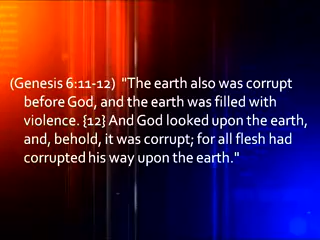 (Genesis 6:11-12)  "The earth also was corrupt
before God, and the earth was filled with
violence. {12} And God looked upon the earth,
and, behold, it was corrupt; for all flesh had
corrupted his way upon the earth."